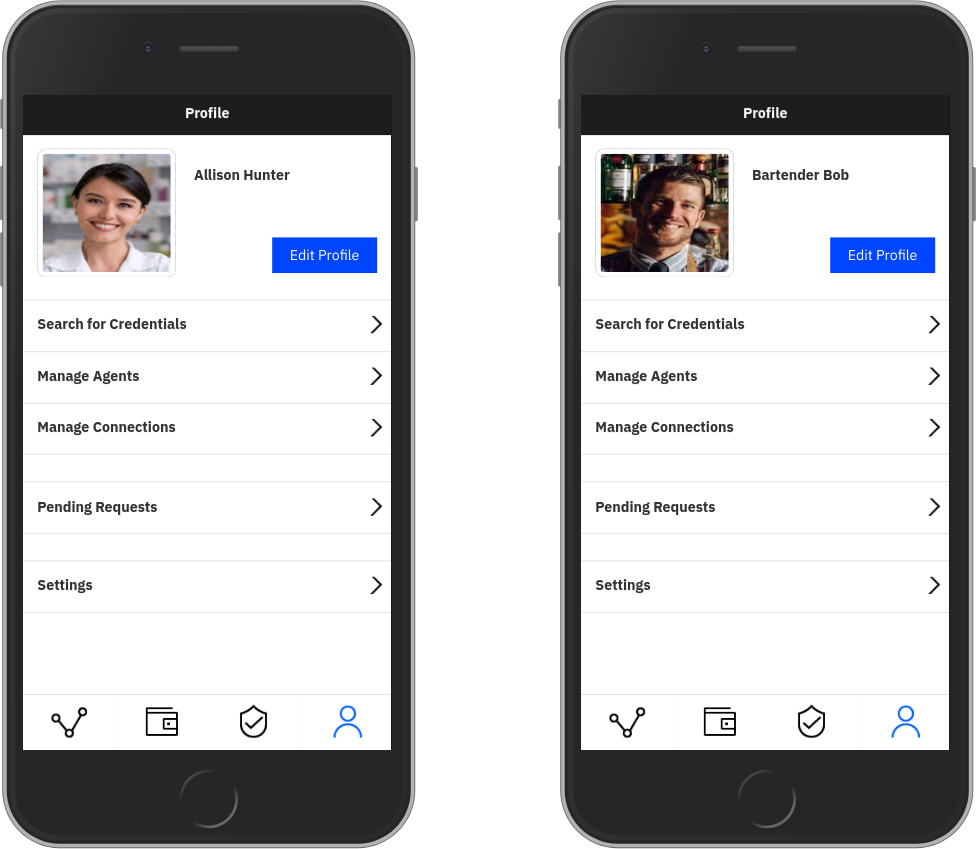 Profile
Allison Hunter
Edit Profile
Search for Credentials
Manage Agents
Manage Connections
Pending Requests
Settings
Profile
Bartender Bob
Edit Profile
Search for Credentials
Manage Agents
Manage Connections
Pending Requests
Settings